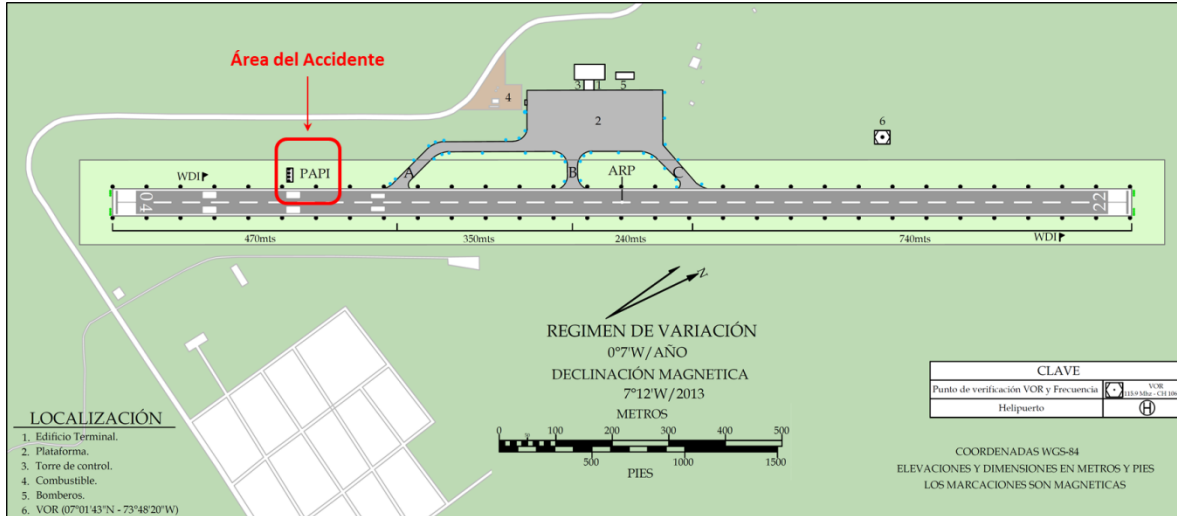 Área del Accidente
3 1 5
4
2
6
PAPI
WDI
A
B
ARP
C
04
22
470mts
350mts
240mts
740mts
WDI
N
REGIMEN DE VARIACIÓN
0°7'W/AÑO
DECLINACIÓN MAGNETICA
7°12'W/2013
METROS
0 50 100 200 300 400 500
500 1000 1500
PIES
LOCALIZACIÓN
1. Edificio Terminal.
2. Plataforma.
3. Torre de control.
4. Combustible.
5. Bomberos.
6. VOR (07°01'43"N - 73°48'20"W)
CLAVE
Punto de verificación VOR y Frecuencia
VOR
Helipuerto
H
COORDENADAS WGS-84
ELEVACIONES Y DIMENSIONES EN METROS Y PIES
LOS MARCACIONES SON MAGNETICAS